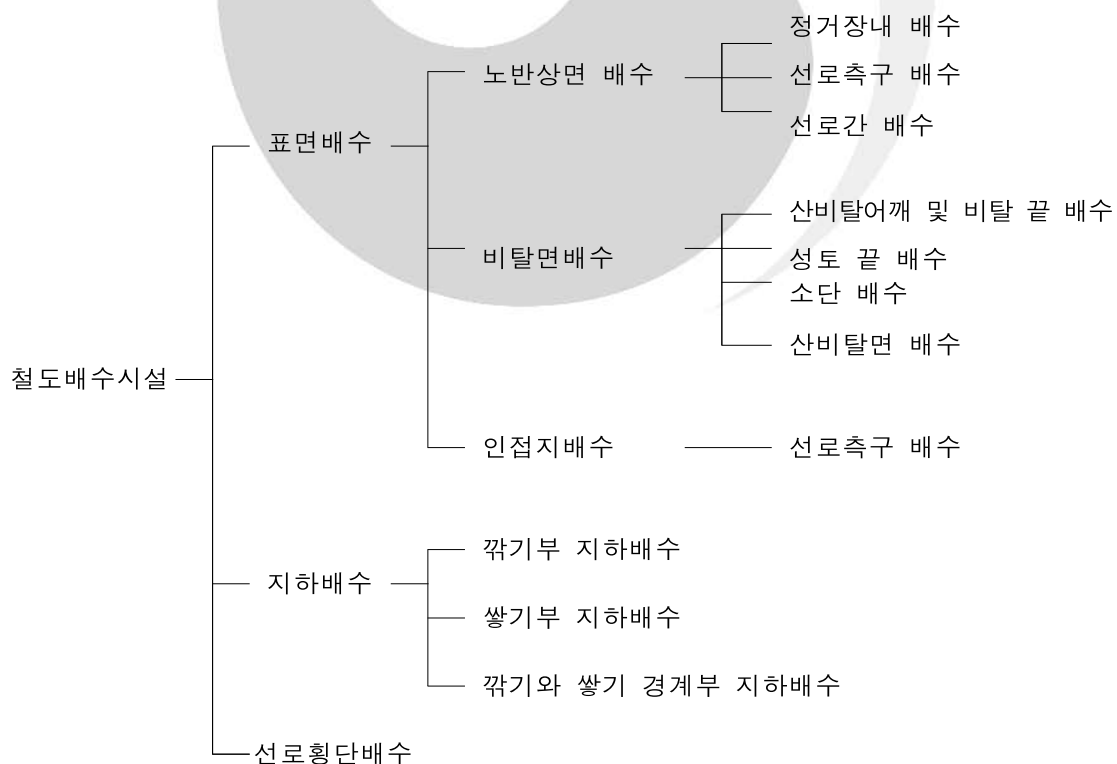 철도배수시설
표면배수
노반상면 배수
정거장내 배수
선로측구 배수
선로간 배수
비탈면배수
산비탈어깨 및 비탈 끝 배수
성토 끝 배수
소단 배수
산비탈면 배수
인접지배수
선로측구 배수
지하배수
깎기부 지하배수
쌓기부 지하배수
깎기와 쌓기 경계부 지하배수
선로횡단배수